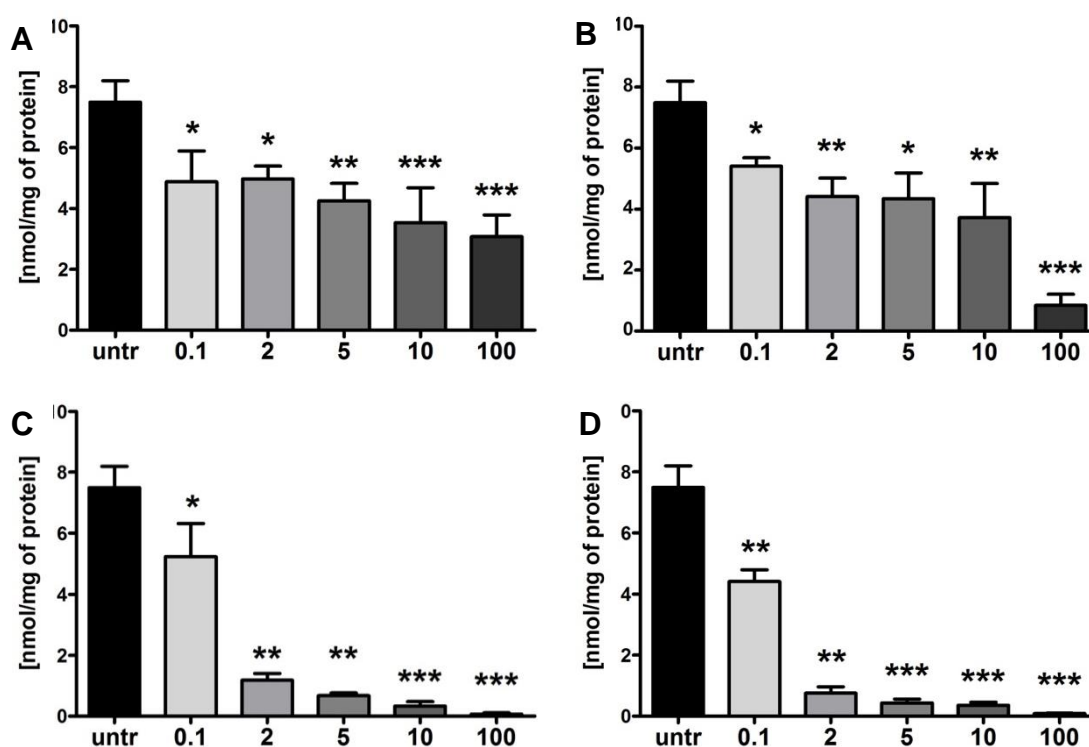 A
[nmol/mg of protein]
10
8
6
4
2
0
* * ** *** ***
untr 0.1 2 5 10 100
B
[nmol/mg of protein]
10
8
6
4
2
0
* ** * ** ***
untr 0.1 2 5 10 100
C
[nmol/mg of protein]
10
8
6
4
2
0
* ** ** *** ***
untr 0.1 2 5 10 100
D
[nmol/mg of protein]
0
8
6
4
2
0
** ** *** *** ***
untr 0.1 2 5 10 100